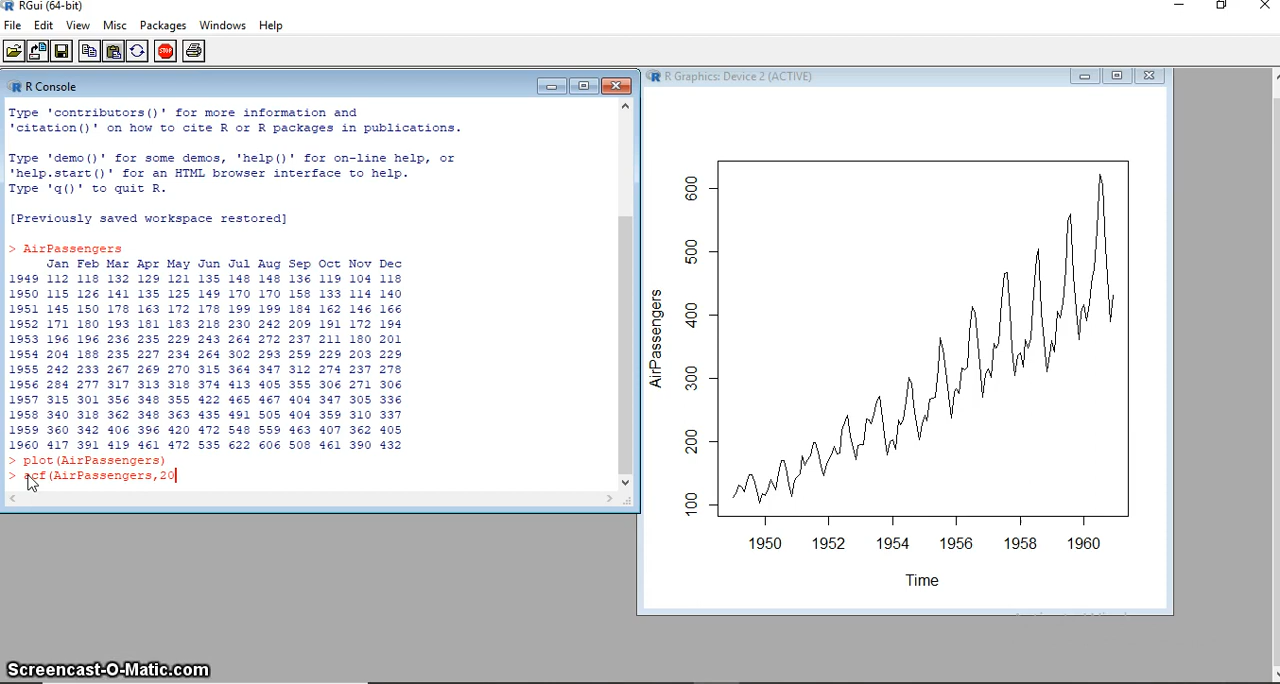 RGui (64-bit)
File Edit View Misc Packages Windows Help
STOP
R Console
Type 'contributors()' for more information and
'citation()' on how to cite R or R packages in publications.
Type 'demo()' for some demos, 'help()' for on-line help, or
'help.start()' for an HTML browser interface to help.
Type 'q()' to quit R.
[Previously saved workspace restored]
> AirPassengers
Jan Feb Mar Apr May Jun Jul Aug Sep Oct Nov Dec
1949 112 118 132 129 121 135 148 148 136 119 104 118
1950 115 126 141 135 125 149 170 170 158 133 114 140
1951 145 150 178 163 172 178 199 199 184 162 146 166
1952 171 180 193 181 183 218 230 242 209 191 172 194
1953 196 196 236 235 229 243 264 272 237 211 180 201
1954 204 188 235 227 234 264 302 293 259 229 203 229
1955 242 233 267 269 270 315 364 347 312 274 237 278
1956 284 277 317 313 318 374 413 405 355 306 271 306
1957 315 301 356 348 355 422 465 467 404 347 305 336
1958 340 318 362 348 363 435 491 505 404 359 310 337
1959 360 342 406 396 420 472 548 559 463 407 362 405
1960 417 391 419 461 472 535 622 606 508 461 390 432
> plot(AirPassengers)
> acf(AirPassengers,20
R Graphics: Device 2 (ACTIVE)
AirPassengers
600
500
400
300
200
100
1950 1952 1954 1956 1958 1960
Time
Screencast-O-Matic.com